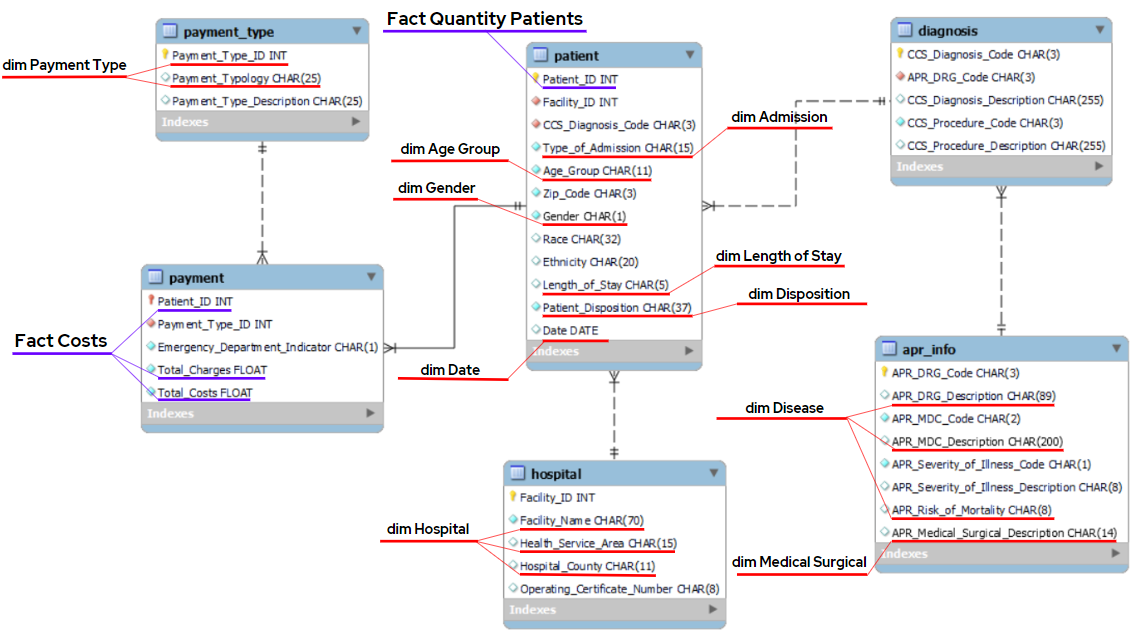 Fact Quantity Patients
payment_type
Payment_Type_ID INT
Payment_Typology CHAR(25)
Payment_Type_Description CHAR(25)
Indexes
dim Payment Type
patient
Patient_ID INT
Facility_ID INT
CCS_Diagnosis_Code CHAR(3)
Type_of_Admission CHAR(15)
Age_Group CHAR(11)
Zip_Code CHAR(3)
Gender CHAR(1)
Race CHAR(32)
Ethnicity CHAR(20)
Length_of_Stay CHAR(5)
Patient_Disposition CHAR(37)
Date DATE
Indexes
dim Admission
dim Age Group
dim Gender
dim Length of Stay
dim Disposition
dim Date
diagnosis
CCS_Diagnosis_Code CHAR(3)
APR_DRG_Code CHAR(3)
CCS_Diagnosis_Description CHAR(255)
CCS_Procedure_Code CHAR(3)
CCS_Procedure_Description CHAR(255)
Indexes
payment
Patient_ID INT
Payment_Type_ID INT
Emergency_Department_Indicator CHAR(1)
Total_Charges FLOAT
Total_Costs FLOAT
Indexes
Fact Costs
apr_info
APR_DRG_Code CHAR(3)
APR_DRG_Description CHAR(89)
APR_MDC_Code CHAR(2)
APR_MDC_Description CHAR(200)
APR_Severity_of_Illness_Code CHAR(1)
APR_Severity_of_Illness_Description CHAR(8)
APR_Risk_of_Mortality CHAR(8)
APR_Medical_Surgical_Description CHAR(14)
Indexes
dim Disease
dim Medical Surgical
hospital
Facility_ID INT
Facility_Name CHAR(70)
Health_Service_Area CHAR(15)
Hospital_County CHAR(11)
Operating_Certificate_Number CHAR(8)
Indexes
dim Hospital